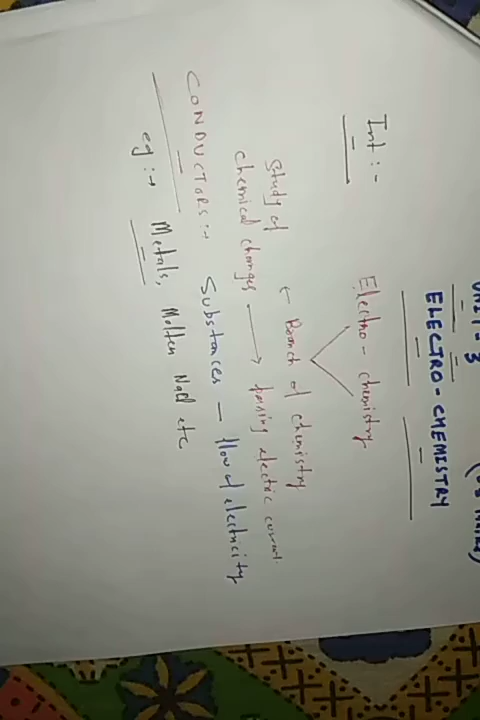 UNIT - 3
ELECTRO - CHEMISTRY
Int :-
Electro - chemistry
← Branch of chemistry
Study of
chemical changes → electric current
CONDUCTORS :- Substances - flow of electricity
eg :- Metals, Molten Nacl etc